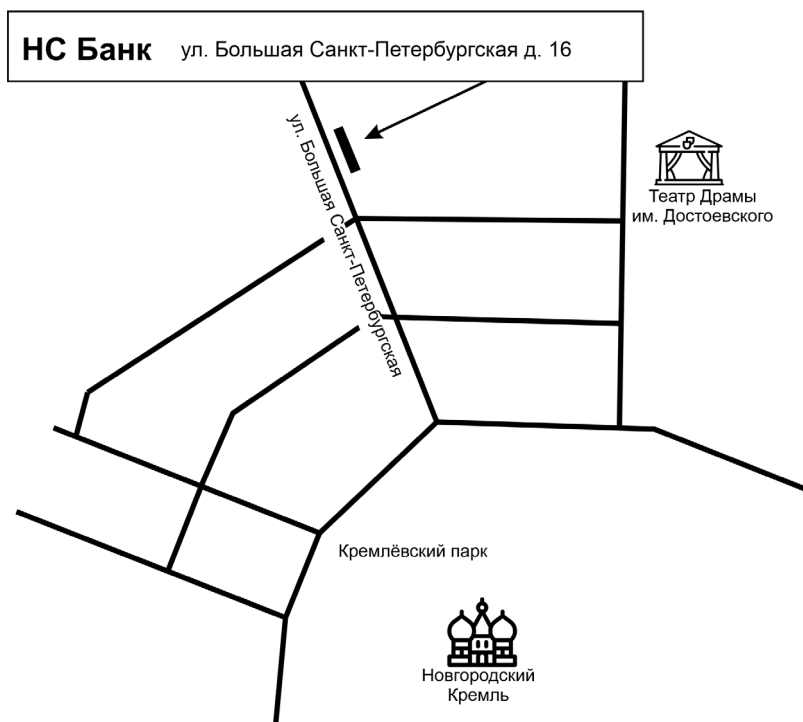 НС Банк ул. Большая Санкт-Петербургская д. 16
ул. Большая Санкт-Петербургская
Театр Драмы
им. Достоевского
Кремлёвский парк
Новгородский
Кремль